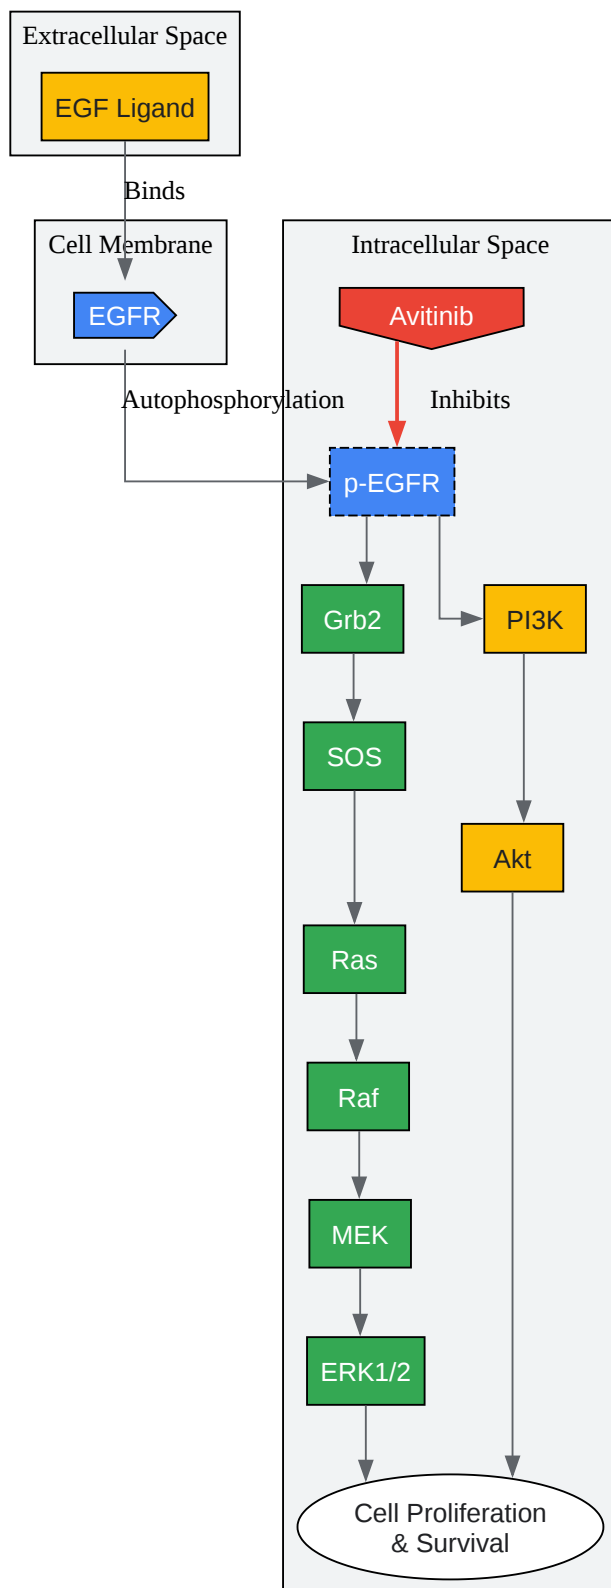 Extracellular Space
EGF Ligand
Binds
Cell Membrane
EGFR
Autophosphorylation
Intracellular Space
Avitinib
Inhibits
p-EGFR
Grb2
PI3K
SOS
Akt
Ras
Raf
MEK
ERK1/2
Cell Proliferation
& Survival